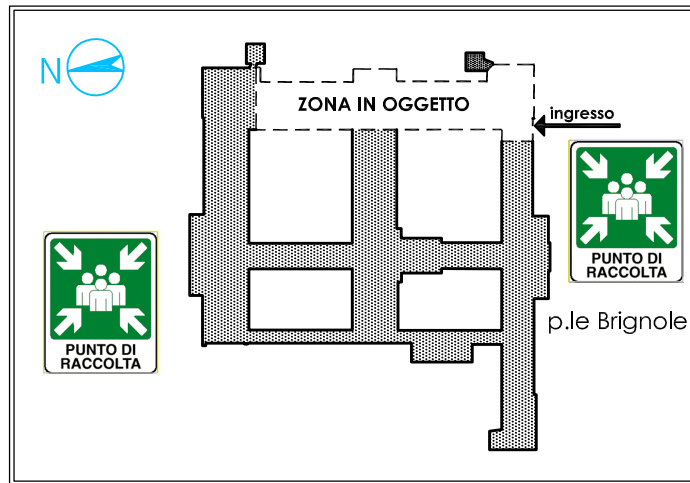 N
ZONA IN OGGETTO
ingresso
PUNTO DI
RACCOLTA
p.le Brignole
PUNTO DI
RACCOLTA